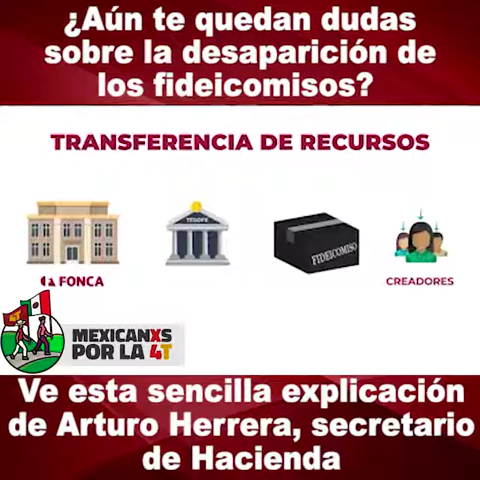 ¿Aún te quedan dudas
sobre la desaparición de
los fideicomisos?
TRANSFERENCIA DE RECURSOS
TESOFE
FIDEICOMISO
FONCA
CREADORES
MEXICANXS
POR LA 4T
Ve esta sencilla explicación
de Arturo Herrera, secretario
de Hacienda